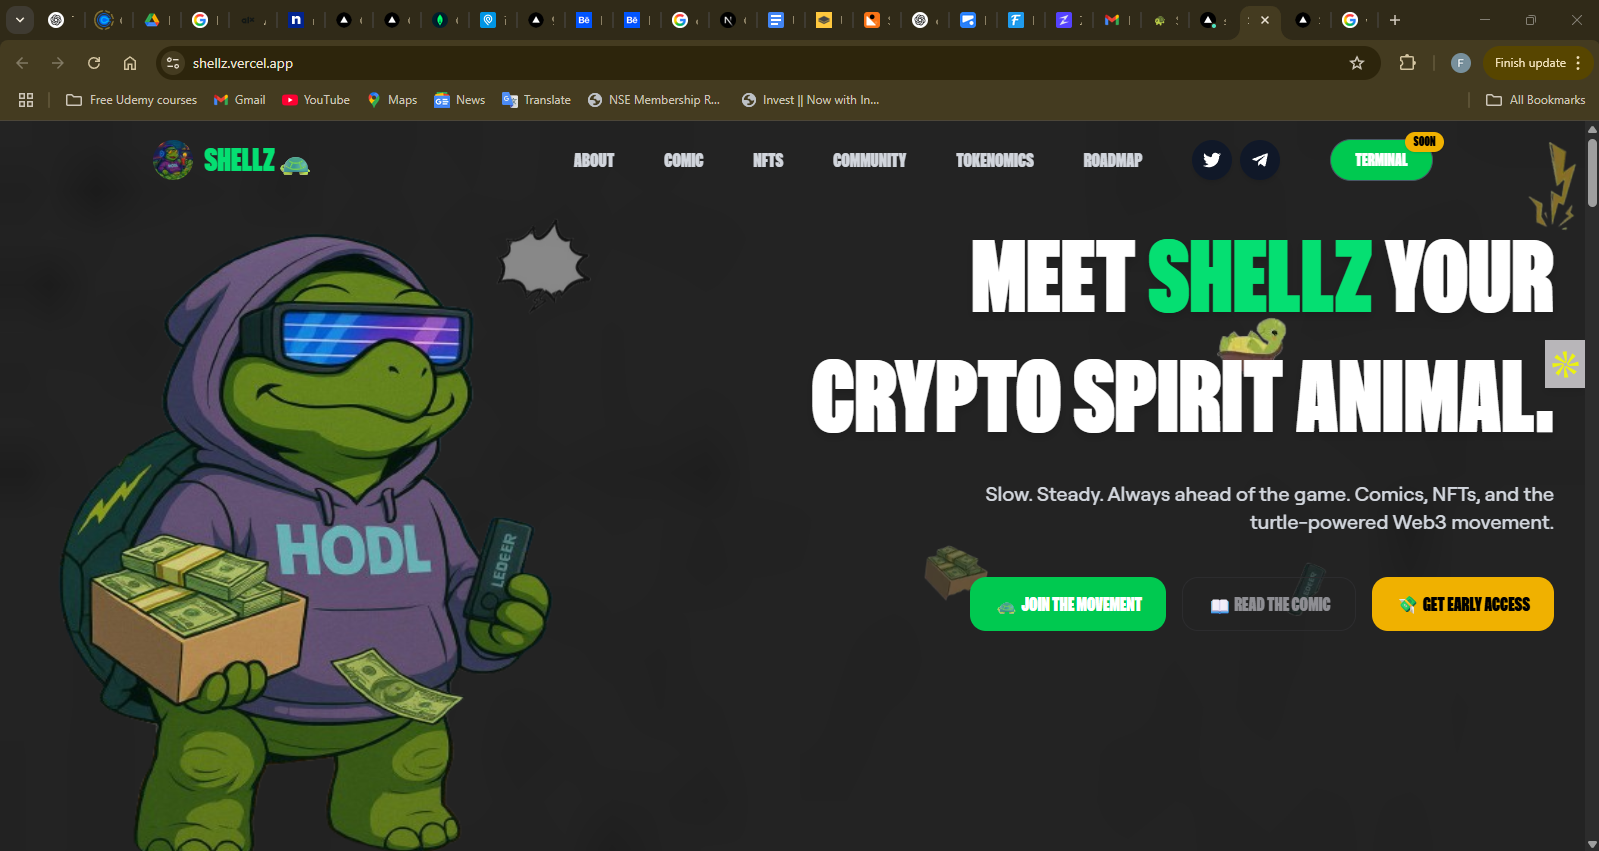 shellz.vercel.app
F
Finish update
Free Udemy courses
Gmail
YouTube
Maps
News
Translate
NSE Membership R...
Invest || Now with In...
All Bookmarks
SHELLZ
ABOUT
COMIC
NFTS
COMMUNITY
TOKENOMICS
ROADMAP
TERMINAL
SOON
MEET SHELLZ YOUR
CRYPTO SPIRIT ANIMAL.
Slow. Steady. Always ahead of the game. Comics, NFTs, and the
turtle-powered Web3 movement.
JOIN THE MOVEMENT
READ THE COMIC
GET EARLY ACCESS
HODL
LEDEER